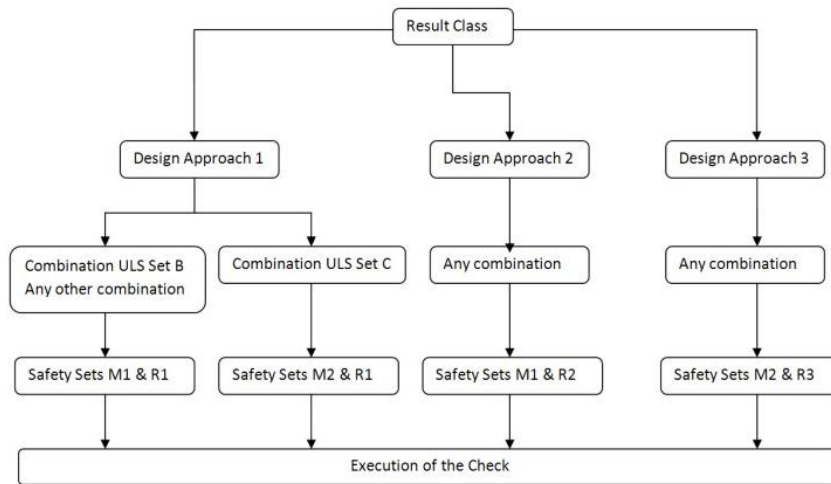 Result Class
Design Approach 1
Design Approach 2
Design Approach 3
Combination ULS Set B
Any other combination
Combination ULS Set C
Any combination
Any combination
Safety Sets M1 & R1
Safety Sets M2 & R1
Safety Sets M1 & R2
Safety Sets M2 & R3
Execution of the Check